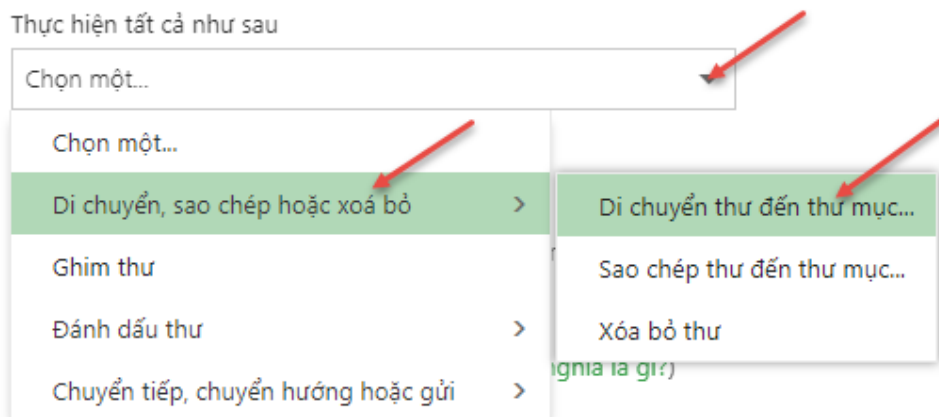 Thực hiện tất cả như sau
Chọn một...
Chọn một...
Di chuyển, sao chép hoặc xoá bỏ
Di chuyển thư đến thư mục...
Ghim thư
Sao chép thư đến thư mục...
Đánh dấu thư
Xóa bỏ thư
nghĩa là gì?)
Chuyển tiếp, chuyển hướng hoặc gửi